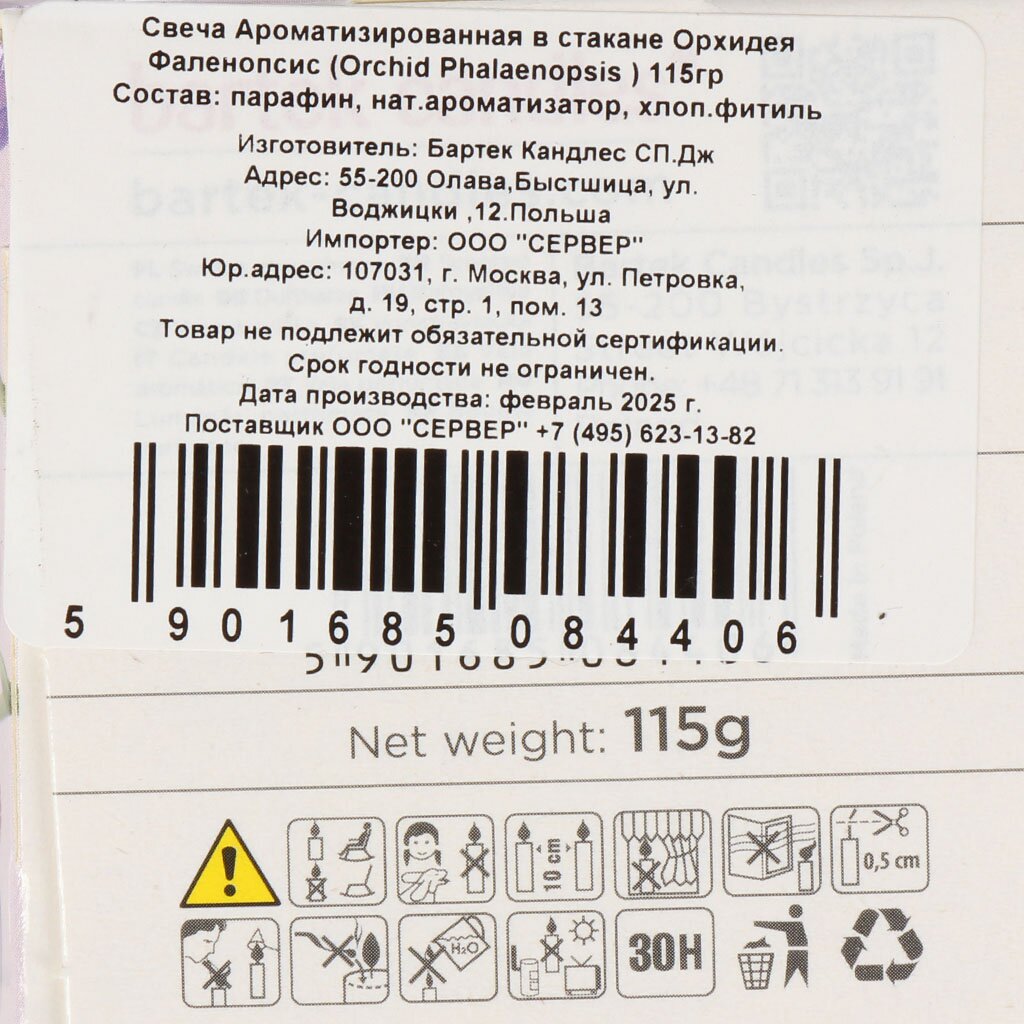 Свеча Ароматизированная в стакане Орхидея
Фаленопсис (Orchid Phalaenopsis ) 115гр
Состав: парафин, нат.ароматизатор, хлоп.фитиль
Изготовитель: Бартек Кандлес СП.Дж
Адрес: 55-200 Олава,Быстшица, ул.
Воджицки ,12.Польша
Импортер: ООО "СЕРВЕР"
Юр.адрес: 107031, г. Москва, ул. Петровка,
д. 19, стр. 1, пом. 13
Товар не подлежит обязательной сертификации.
Срок годности не ограничен.
Дата производства: февраль 2025 г.
Поставщик ООО "СЕРВЕР" +7 (495) 623-13-82
5 901685 084406
Net weight: 115g
10 cm
0,5 cm
H₂O
30H